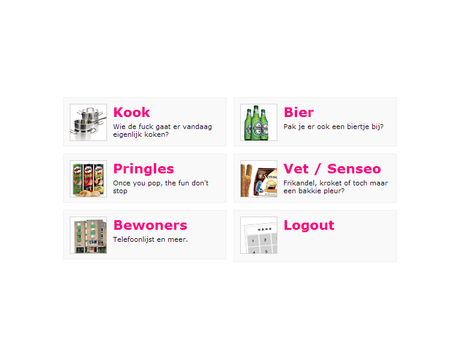 Kook
Wie de fuck gaat er vandaag
eigenlijk koken?
Bier
Pak je er ook een biertje bij?
Pringles
Once you pop, the fun don't
stop
Vet / Senseo
Frikandel, kroket of toch maar
een bakkie pleur?
Bewoners
Telefoonlijst en meer.
Logout